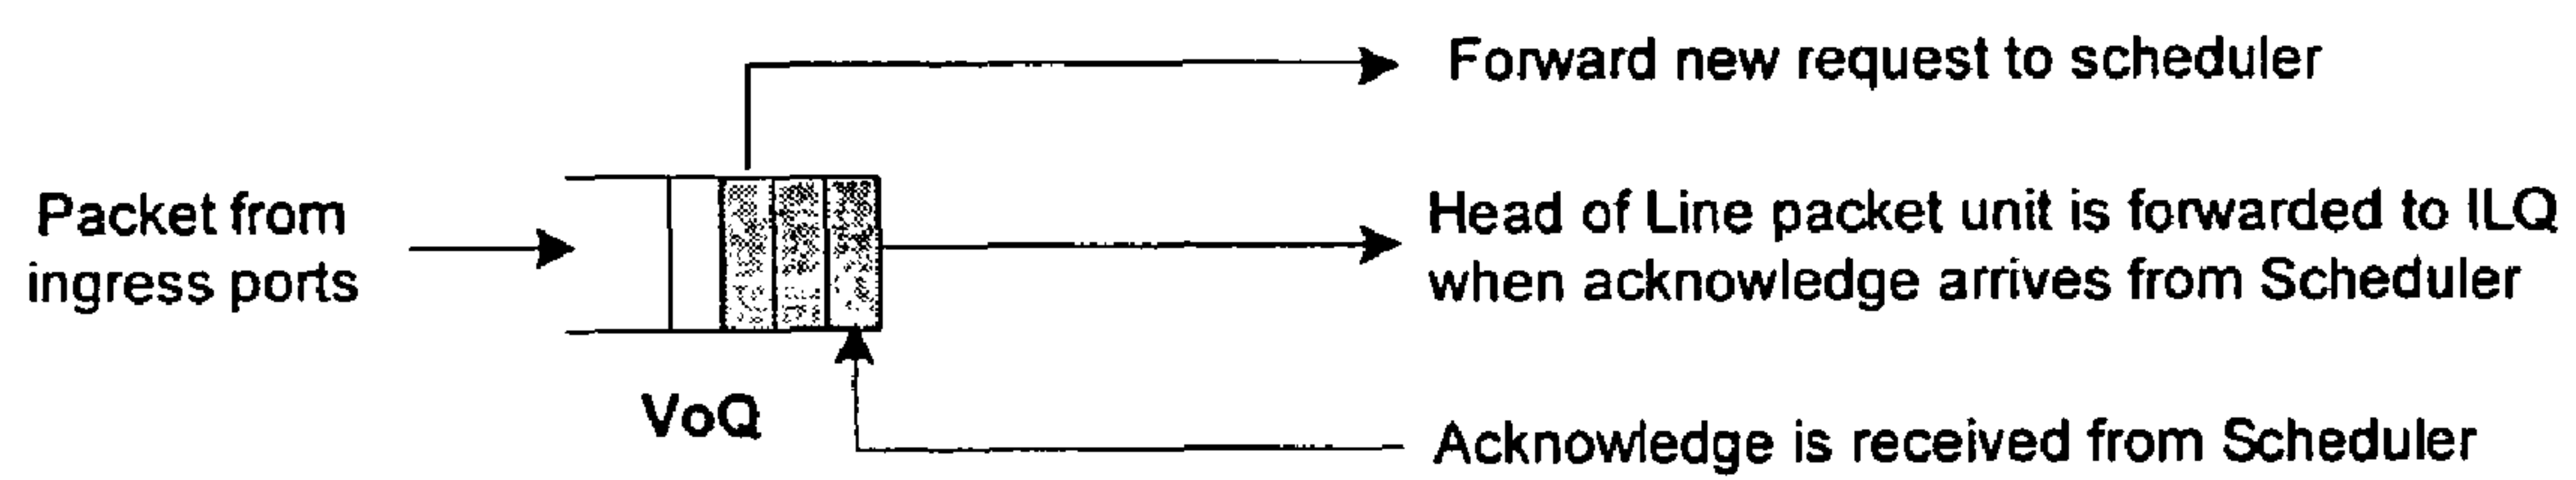 Forward new request to scheduler
Packet from
ingress ports
Head of Line packet unit is forwarded to ILQ
when acknowledge arrives from Scheduler
VoQ
Acknowledge is received from Scheduler